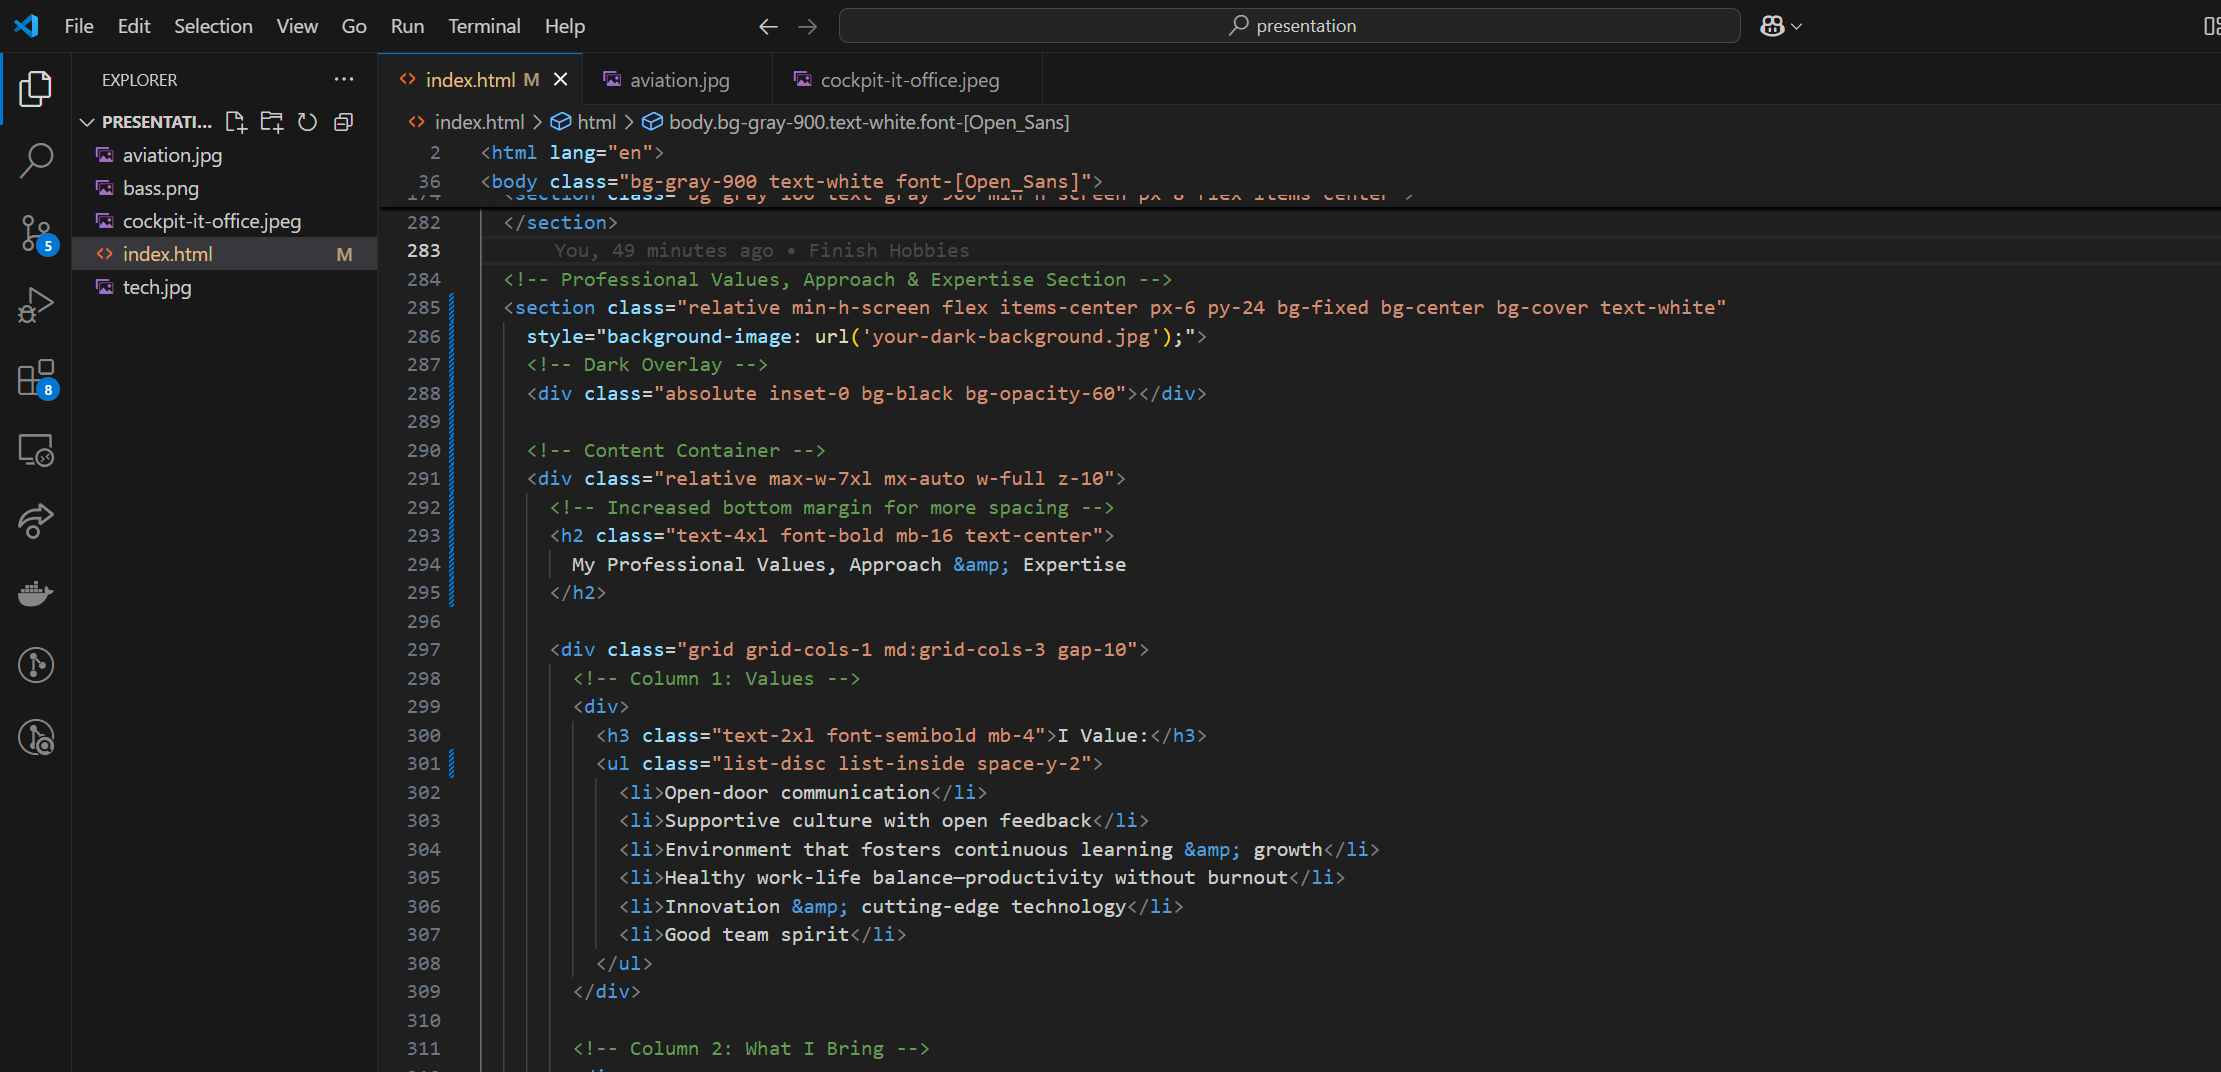 File Edit Selection View Go Run Terminal Help
presentation
EXPLORER
PRESENTATI...
aviation.jpg
bass.png
cockpit-it-office.jpeg
index.html M
tech.jpg
5
8
index.html M
aviation.jpg
cockpit-it-office.jpeg
index.html > html > body.bg-gray-900.text-white.font-[Open_Sans]
2 <html lang="en">
36 <body class="bg-gray-900 text-white font-[Open_Sans]">
282 </section>
283 You, 49 minutes ago • Finish Hobbies
284 <!-- Professional Values, Approach & Expertise Section -->
285 <section class="relative min-h-screen flex items-center px-6 py-24 bg-fixed bg-center bg-cover text-white"
286 style="background-image: url('your-dark-background.jpg');">
287 <!-- Dark Overlay -->
288 <div class="absolute inset-0 bg-black bg-opacity-60"></div>
289
290 <!-- Content Container -->
291 <div class="relative max-w-7xl mx-auto w-full z-10">
292 <!-- Increased bottom margin for more spacing -->
293 <h2 class="text-4xl font-bold mb-16 text-center">
294 My Professional Values, Approach &amp; Expertise
295 </h2>
296
297 <div class="grid grid-cols-1 md:grid-cols-3 gap-10">
298 <!-- Column 1: Values -->
299 <div>
300 <h3 class="text-2xl font-semibold mb-4">I Value:</h3>
301 <ul class="list-disc list-inside space-y-2">
302 <li>Open-door communication</li>
303 <li>Supportive culture with open feedback</li>
304 <li>Environment that fosters continuous learning &amp; growth</li>
305 <li>Healthy work-life balance—productivity without burnout</li>
306 <li>Innovation &amp; cutting-edge technology</li>
307 <li>Good team spirit</li>
308 </ul>
309 </div>
310
311 <!-- Column 2: What I Bring -->